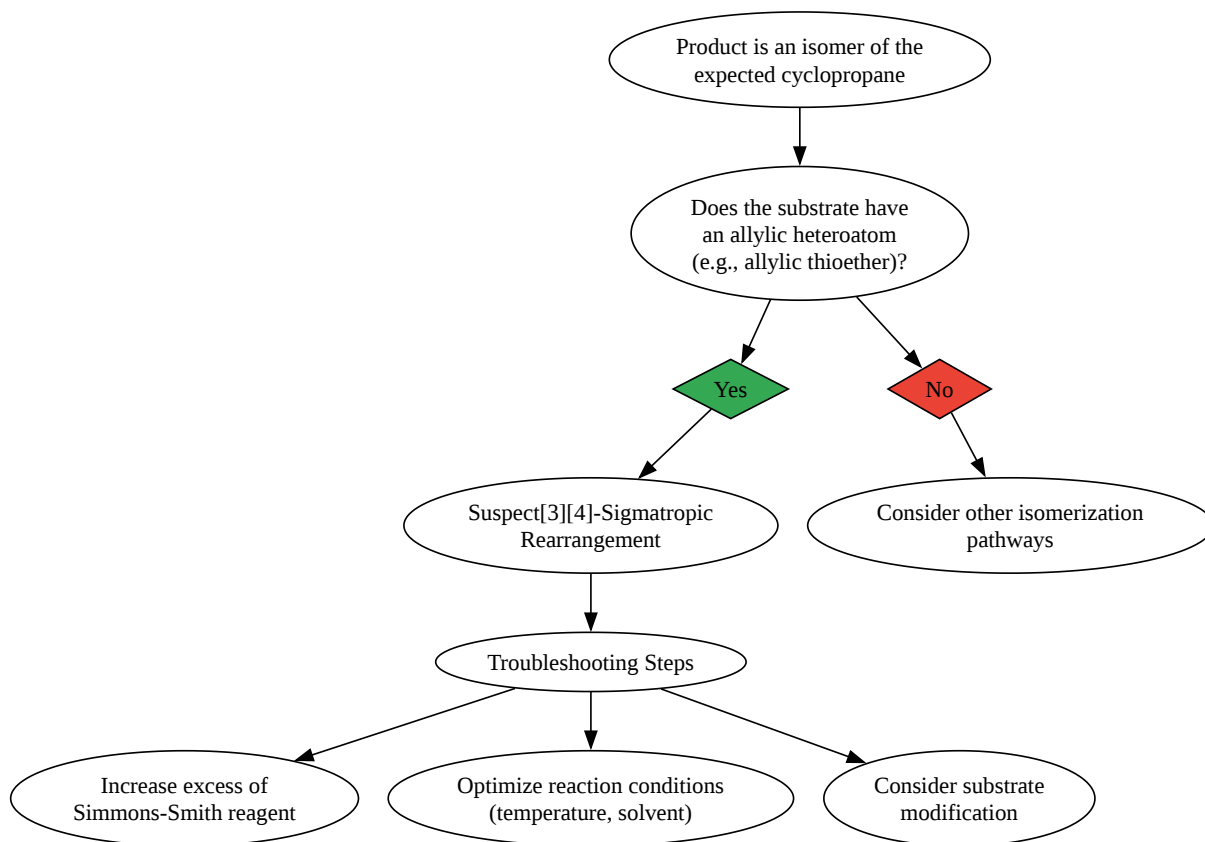 Product is an isomer of the
expected cyclopropane
Does the substrate have
an allylic heteroatom
(e.g., allylic thioether)?
Yes
No
Suspect[3][4]-Sigmatropic
Rearrangement
Consider other isomerization
pathways
Troubleshooting Steps
Increase excess of
Simmons-Smith reagent
Optimize reaction conditions
(temperature, solvent)
Consider substrate
modification